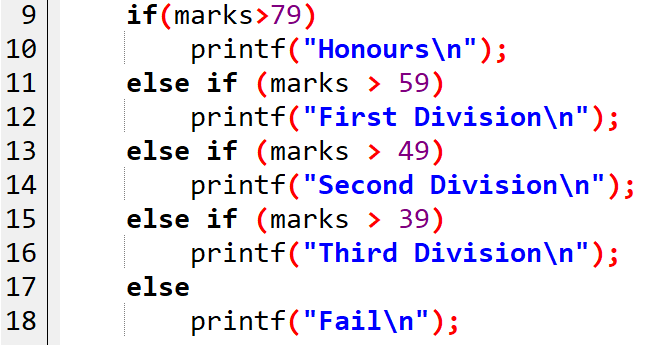 9 if(marks>79)
10 printf("Honours\n");
11 else if (marks > 59)
12 printf("First Division\n");
13 else if (marks > 49)
14 printf("Second Division\n");
15 else if (marks > 39)
16 printf("Third Division\n");
17 else
18 printf("Fail\n");